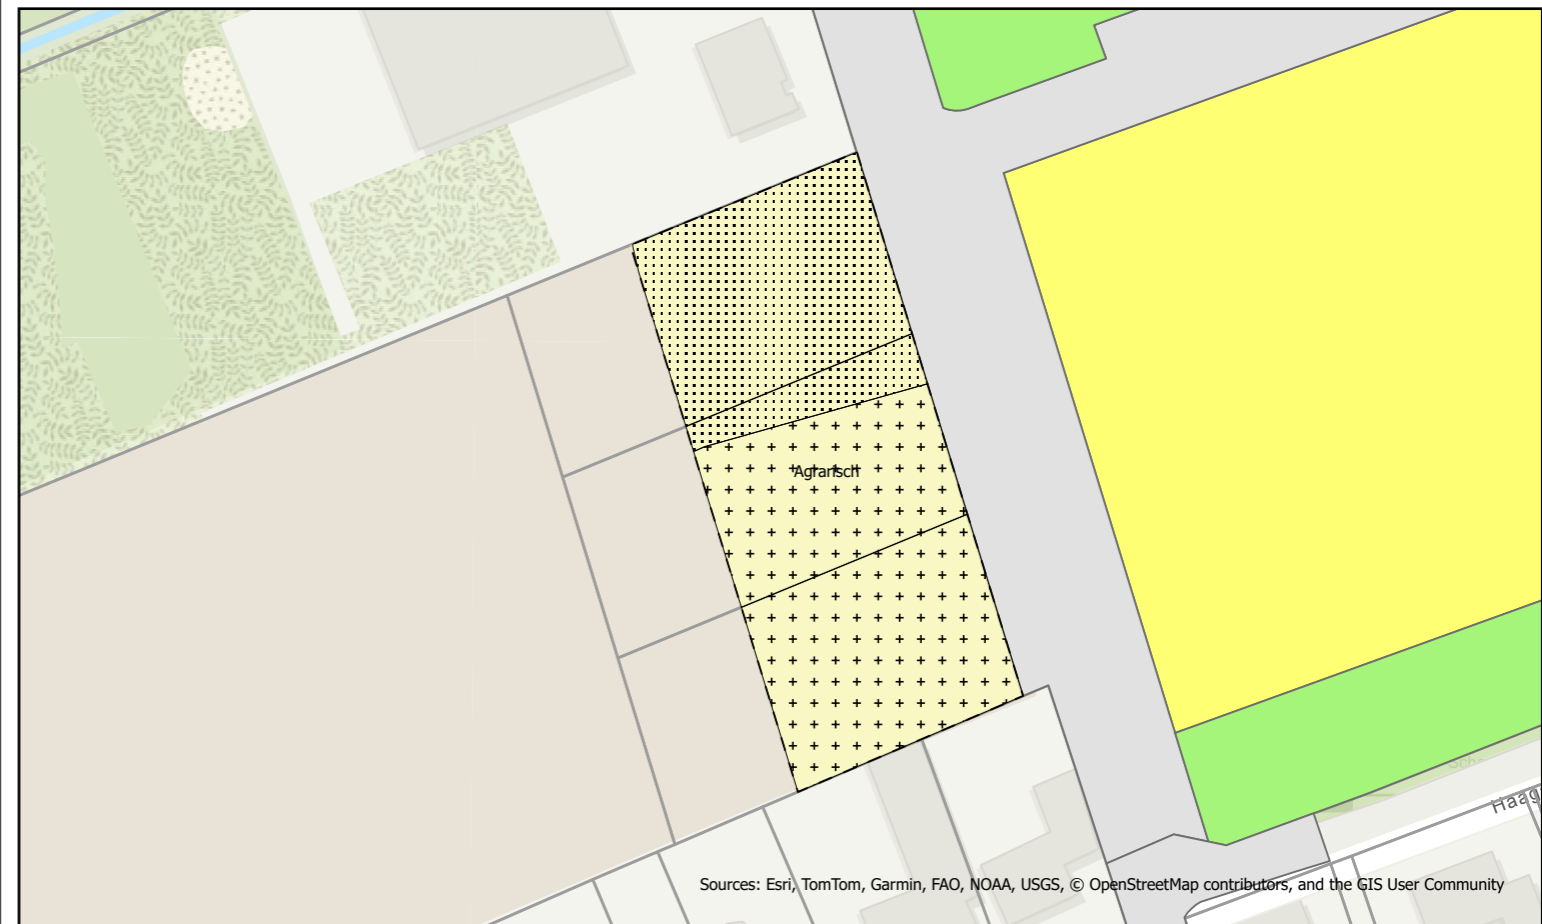 Agrarisch
Sources: Esri, TomTom, Garmin, FAO, NOAA, USGS, © OpenStreetMap contributors, and the GIS User Community